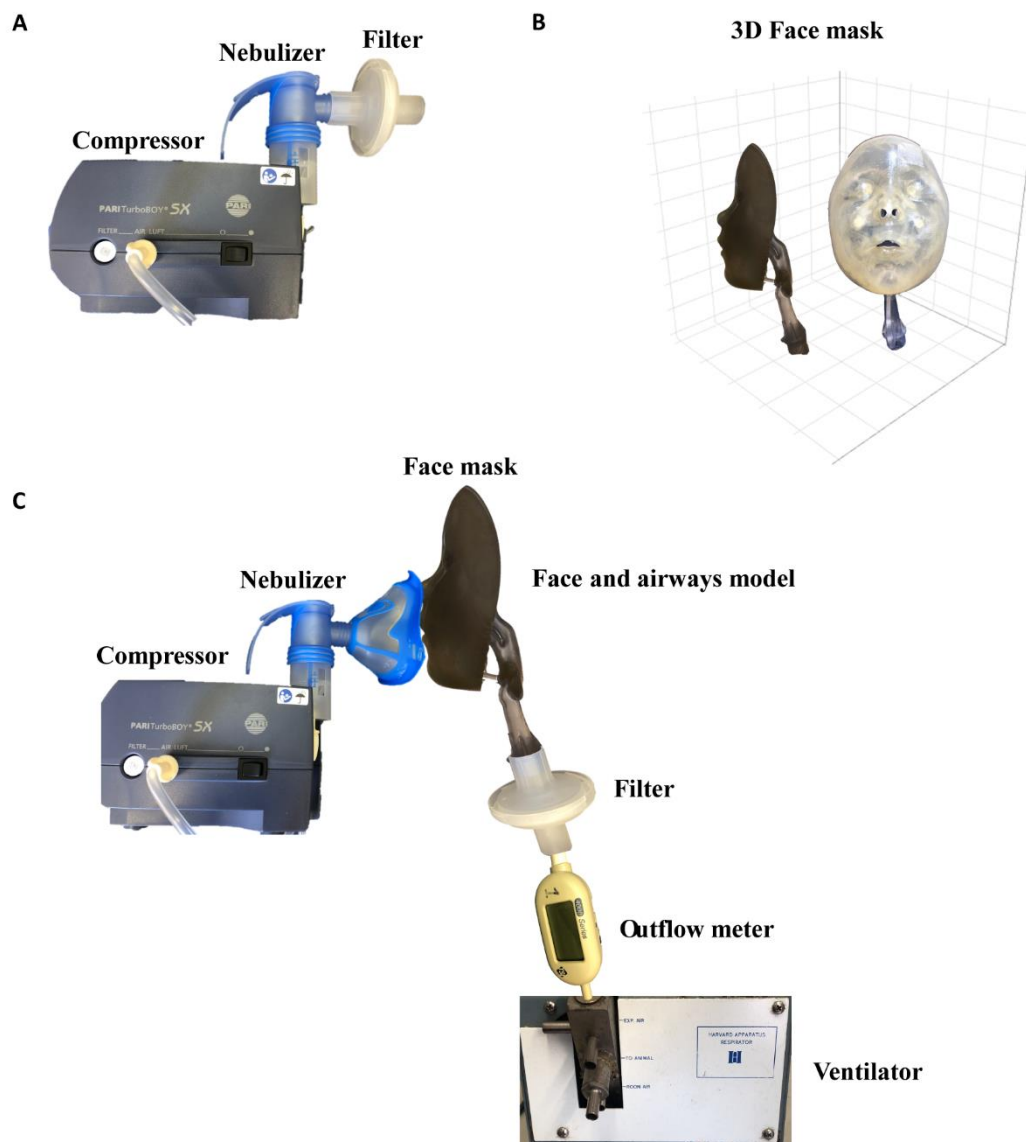 A
Nebulizer
Filter
Compressor
PARI TurboBOY® SX
PARI
FILTER
AIR LUFT
B
3D Face mask
C
Face mask
Nebulizer
Face and airways model
Compressor
PARI TurboBOY® SX
PARI
FILTER
AIR LUFT
Filter
Outflow meter
EXP. AIR
HARVARD APPARATUS
RESPIRATOR
TO ANIMAL
ROOM AIR
Ventilator